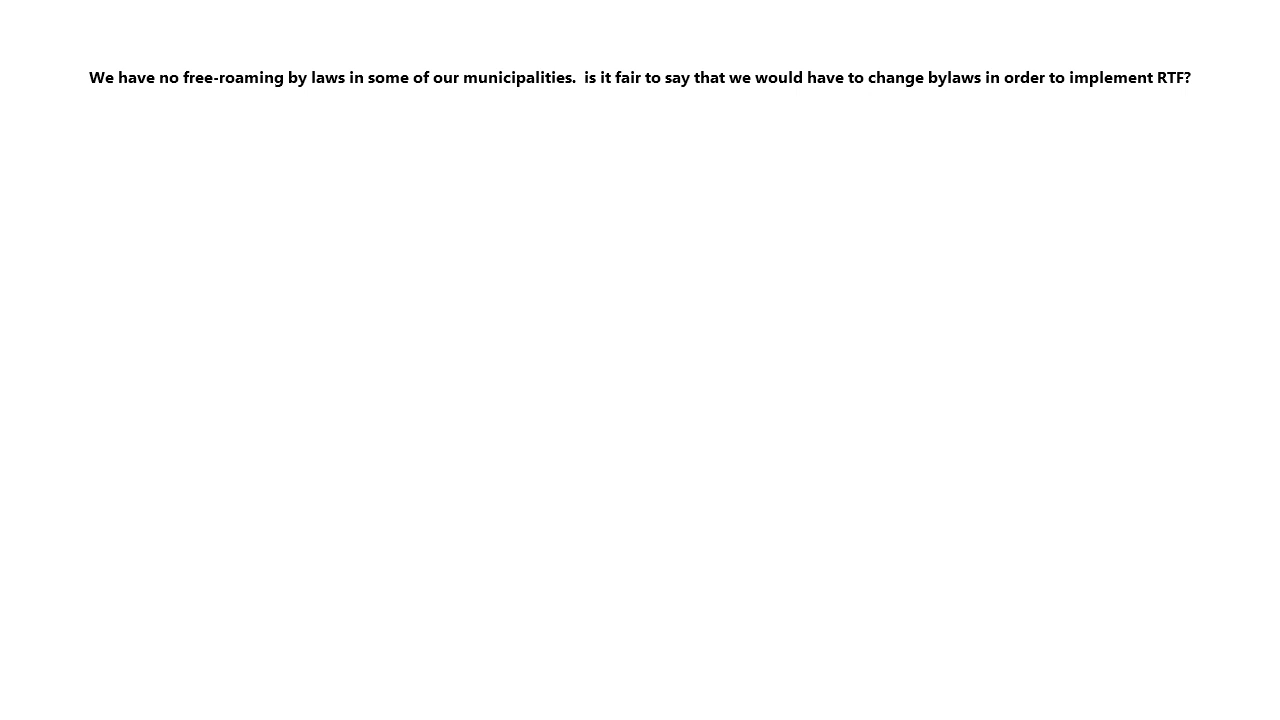 We have no free-roaming by laws in some of our municipalities.  is it fair to say that we would have to change bylaws in order to implement RTF?